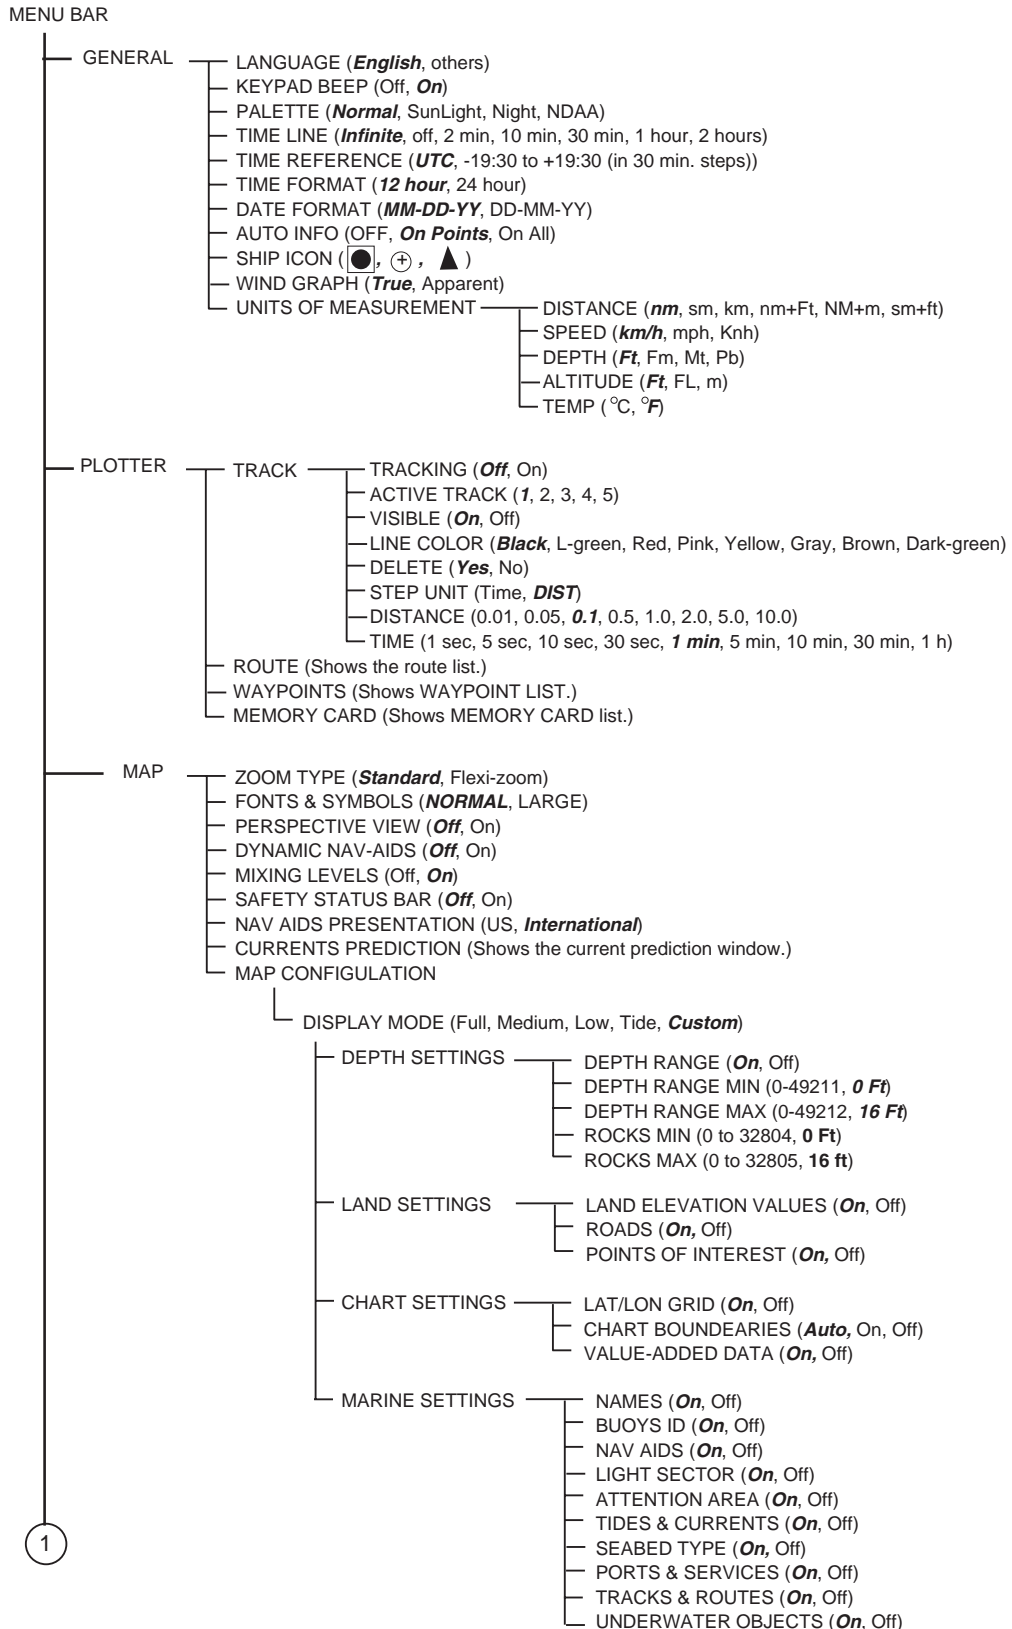 MENU BAR
GENERAL
LANGUAGE (English, others)
KEYPAD BEEP (Off, On)
PALETTE (Normal, SunLight, Night, NDAA)
TIME LINE (Infinite, off, 2 min, 10 min, 30 min, 1 hour, 2 hours)
TIME REFERENCE (UTC, -19:30 to +19:30 (in 30 min. steps))
TIME FORMAT (12 hour, 24 hour)
DATE FORMAT (MM-DD-YY, DD-MM-YY)
AUTO INFO (OFF, On Points, On All)
SHIP ICON ( , , )
WIND GRAPH (True, Apparent)
UNITS OF MEASUREMENT
DISTANCE (nm, sm, km, nm+Ft, NM+m, sm+ft)
SPEED (km/h, mph, Knh)
DEPTH (Ft, Fm, Mt, Pb)
ALTITUDE (Ft, FL, m)
TEMP (°C, °F)
PLOTTER
TRACK
TRACKING (Off, On)
ACTIVE TRACK (1, 2, 3, 4, 5)
VISIBLE (On, Off)
LINE COLOR (Black, L-green, Red, Pink, Yellow, Gray, Brown, Dark-green)
DELETE (Yes, No)
STEP UNIT (Time, DIST)
DISTANCE (0.01, 0.05, 0.1, 0.5, 1.0, 2.0, 5.0, 10.0)
TIME (1 sec, 5 sec, 10 sec, 30 sec, 1 min, 5 min, 10 min, 30 min, 1 h)
ROUTE (Shows the route list.)
WAYPOINTS (Shows WAYPOINT LIST.)
MEMORY CARD (Shows MEMORY CARD list.)
MAP
ZOOM TYPE (Standard, Flexi-zoom)
FONTS & SYMBOLS (NORMAL, LARGE)
PERSPECTIVE VIEW (Off, On)
DYNAMIC NAV-AIDS (Off, On)
MIXING LEVELS (Off, On)
SAFETY STATUS BAR (Off, On)
NAV AIDS PRESENTATION (US, International)
CURRENTS PREDICTION (Shows the current prediction window.)
MAP CONFIGULATION
DISPLAY MODE (Full, Medium, Low, Tide, Custom)
DEPTH SETTINGS
DEPTH RANGE (On, Off)
DEPTH RANGE MIN (0-49211, 0 Ft)
DEPTH RANGE MAX (0-49212, 16 Ft)
ROCKS MIN (0 to 32804, 0 Ft)
ROCKS MAX (0 to 32805, 16 ft)
LAND SETTINGS
LAND ELEVATION VALUES (On, Off)
ROADS (On, Off)
POINTS OF INTEREST (On, Off)
CHART SETTINGS
LAT/LON GRID (On, Off)
CHART BOUNDEARIES (Auto, On, Off)
VALUE-ADDED DATA (On, Off)
MARINE SETTINGS
NAMES (On, Off)
BUOYS ID (On, Off)
NAV AIDS (On, Off)
LIGHT SECTOR (On, Off)
ATTENTION AREA (On, Off)
TIDES & CURRENTS (On, Off)
SEABED TYPE (On, Off)
PORTS & SERVICES (On, Off)
TRACKS & ROUTES (On, Off)
UNDERWATER OBJECTS (On, Off)
1